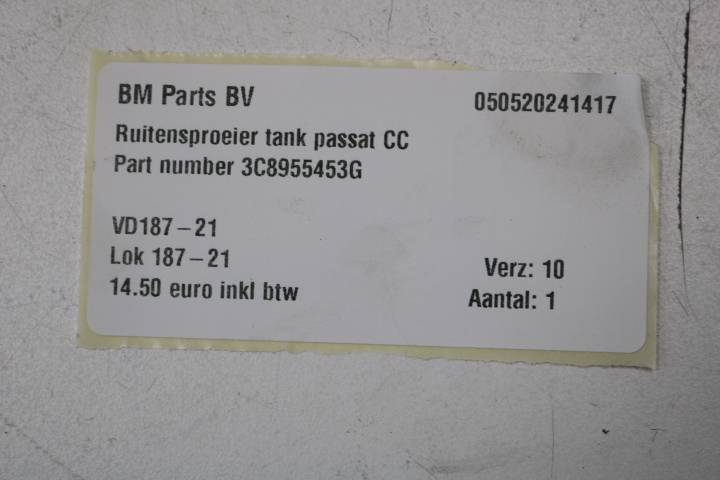 BM Parts BV 050520241417
Ruitensproeier tank passat CC
Part number 3C8955453G
VD187-21
Lok 187-21 Verz: 10
14.50 euro inkl btw Aantal: 1